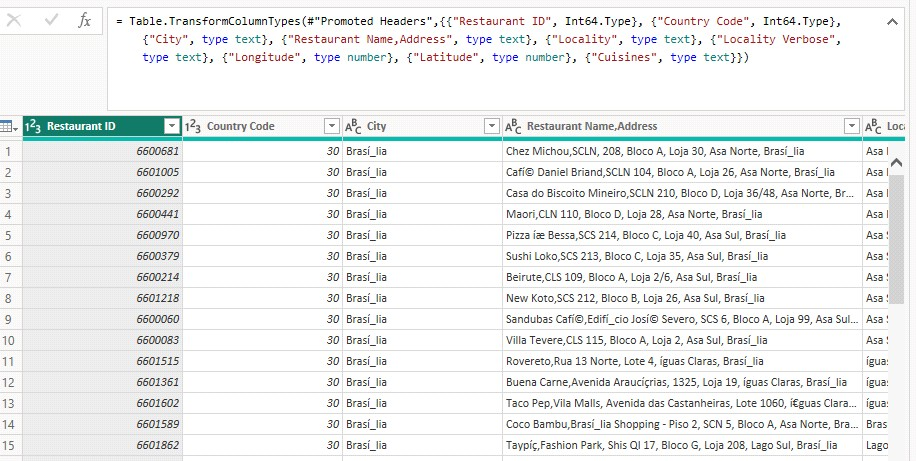 fx = Table.TransformColumnTypes(#"Promoted Headers",{{"Restaurant ID", Int64.Type}, {"Country Code", Int64.Type},
{"City", type text}, {"Restaurant Name,Address", type text}, {"Locality", type text}, {"Locality Verbose",
type text}, {"Longitude", type number}, {"Latitude", type number}, {"Cuisines", type text}})
123 Restaurant ID 123 Country Code ABC City ABC Restaurant Name,Address ABC Loca
1 6600681 30 Brasí_lia Chez Michou,SCLN, 208, Bloco A, Loja 30, Asa Norte, Brasí_lia Asa
2 6601005 30 Brasí_lia Cafí© Daniel Briand,SCLN 104, Bloco A, Loja 26, Asa Norte, Brasí_lia Asa
3 6600292 30 Brasí_lia Casa do Biscoito Mineiro,SCLN 210, Bloco D, Loja 36/48, Asa Norte, Br... Asa
4 6600441 30 Brasí_lia Maori,CLN 110, Bloco D, Loja 28, Asa Norte, Brasí_lia Asa
5 6600970 30 Brasí_lia Pizza íæ Bessa,SCS 214, Bloco C, Loja 40, Asa Sul, Brasí_lia Asa
6 6600379 30 Brasí_lia Sushi Loko,SCS 213, Bloco C, Loja 35, Asa Sul, Brasí_lia Asa
7 6600214 30 Brasí_lia Beirute,CLS 109, Bloco A, Loja 2/6, Asa Sul, Brasí_lia Asa
8 6601218 30 Brasí_lia New Koto,SCS 212, Bloco B, Loja 26, Asa Sul, Brasí_lia Asa
9 6600060 30 Brasí_lia Sandubas Cafí©,Edifí_cio Josí© Severo, SCS 6, Bloco A, Loja 99, Asa Sul... Asa
10 6600083 30 Brasí_lia Villa Tevere,CLS 115, Bloco A, Loja 2, Asa Sul, Brasí_lia Asa
11 6601515 30 Brasí_lia Rovereto,Rua 13 Norte, Lote 4, íguas Claras, Brasí_liaígua
12 6601361 30 Brasí_lia Buena Carne,Avenida Araucíçrias, 1325, Loja 19, íguas Claras, Brasí_lia ígua
13 6601602 30 Brasí_lia Taco Pep,Vila Malls, Avenida das Castanheiras, Lote 1060, í€guas Clara... ígua
14 6601589 30 Brasí_lia Coco Bambu,Brasí_lia Shopping - Piso 2, SCN 5, Bloco A, Asa Norte, Bra... Bras
15 6601862 30 Brasí_lia Taypíç,Fashion Park, Shis QI 17, Bloco G, Loja 208, Lago Sul, Brasí_lia Lago